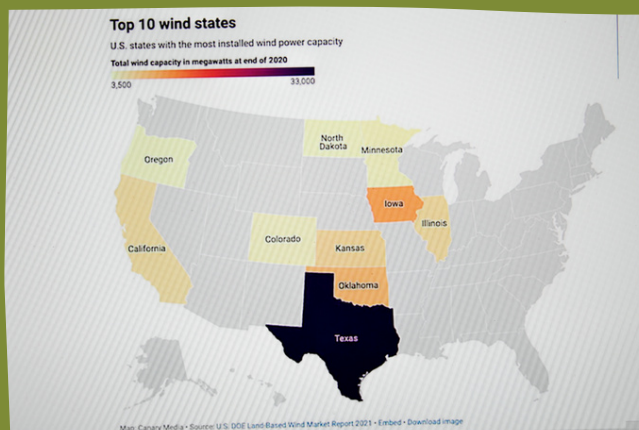 Top 10 wind states
U.S. states with the most installed wind power capacity
Total wind capacity in megawatts at end of 2020
3,500 33,000
North
Dakota
Minnesota
Oregon
Iowa
Illinois
Colorado
California
Kansas
Oklahoma
Texas
Map: Canary Media • Source: U.S. DOE Land-Based Wind Market Report 2021 • Embed • Download image